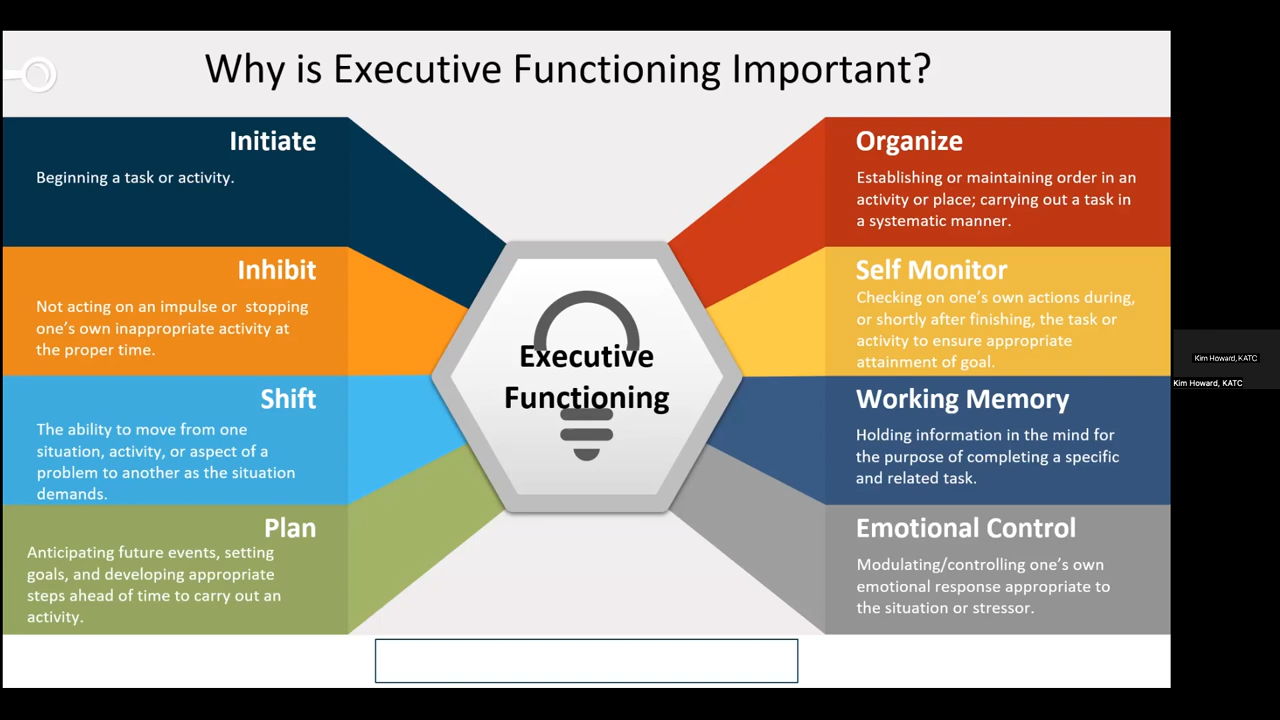 Why is Executive Functioning Important?
Initiate
Beginning a task or activity.
Inhibit
Not acting on an impulse or  stopping
one's own inappropriate activity at
the proper time.
Shift
The ability to move from one
situation, activity, or aspect of a
problem to another as the situation
demands.
Plan
Anticipating future events, setting
goals, and developing appropriate
steps ahead of time to carry out an
activity.
Executive
Functioning
Organize
Establishing or maintaining order in an
activity or place; carrying out a task in
a systematic manner.
Self Monitor
Checking on one's own actions during,
or shortly after finishing, the task or
activity to ensure appropriate
attainment of goal.
Working Memory
Holding information in the mind for
the purpose of completing a specific
and related task.
Emotional Control
Modulating/controlling one's own
emotional response appropriate to
the situation or stressor.
Kim Howard, KATC
Kim Howard, KATC